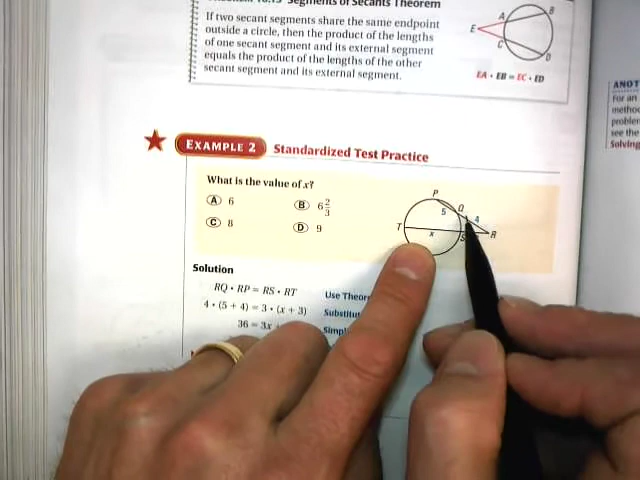 Segments of Secants Theorem
If two secant segments share the same endpoint
outside a circle, then the product of the lengths
of one secant segment and its external segment
equals the product of the lengths of the other
secant segment and its external segment.
A
B
E
C
D
EA • EB = EC • ED
ANOT
For an
method
problem
see the
Solving
EXAMPLE 2 Standardized Test Practice
What is the value of x?
A 6
B 6 2/3
C 8
D 9
P
5
Q
4
T
x
S
R
Solution
RQ • RP = RS • RT
Use Theor
4 • (5 + 4) = 3 • (x + 3)
Substitut
36 = 3x
Simpl